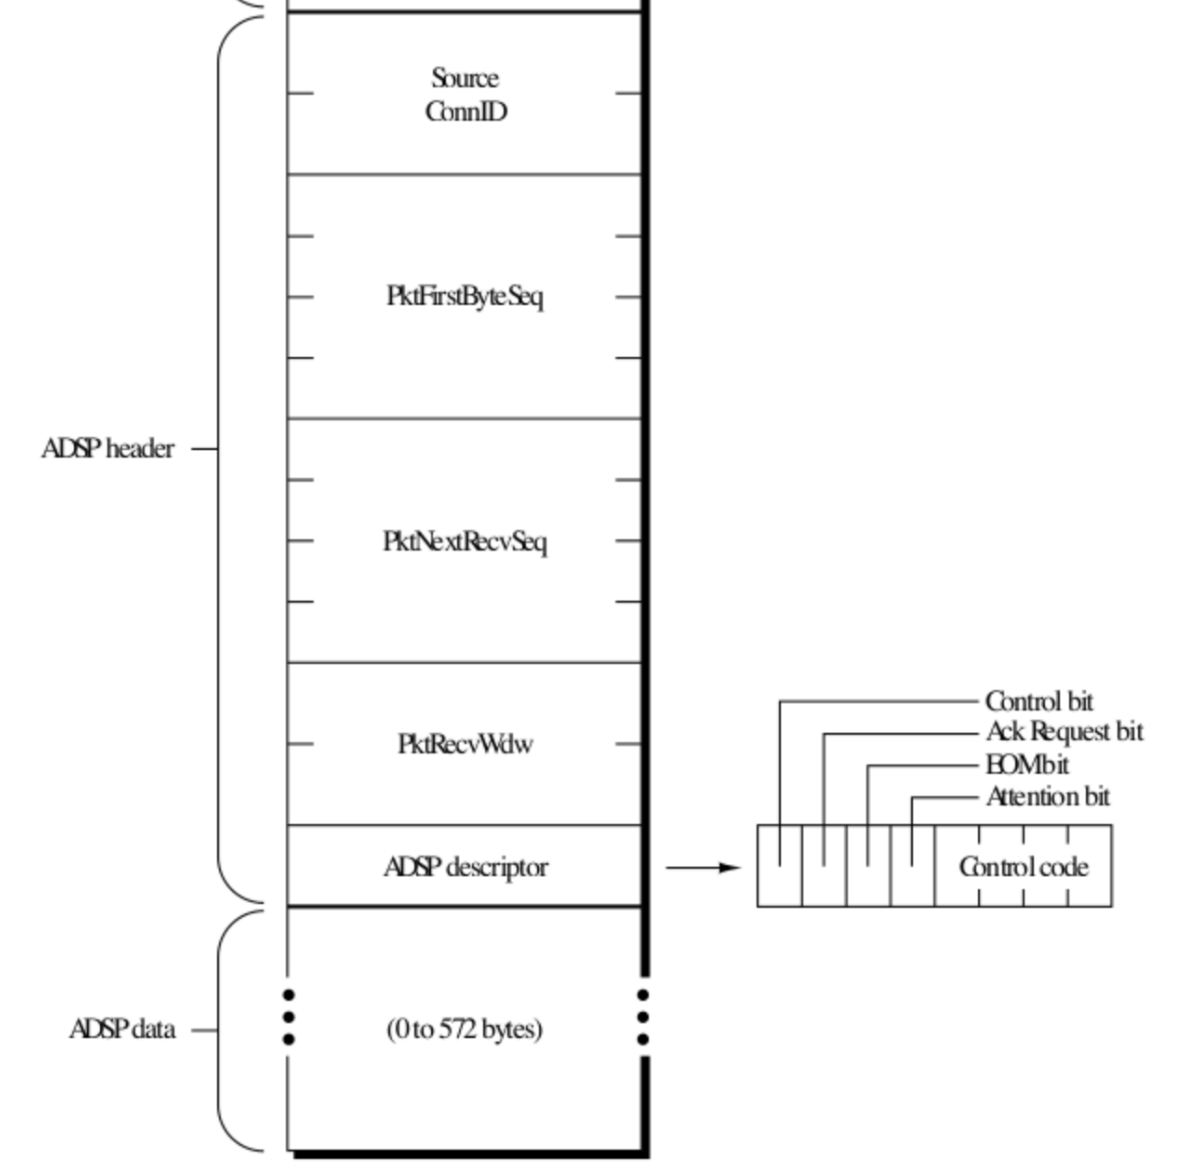 Source
ConnID
PktFirstByteSeq
ADSP header
PktNextRecvSeq
PktRecvWdw
Control bit
Ack Request bit
EOM bit
Attention bit
ADSP descriptor
Control code
ADSP data
(0 to 572 bytes)